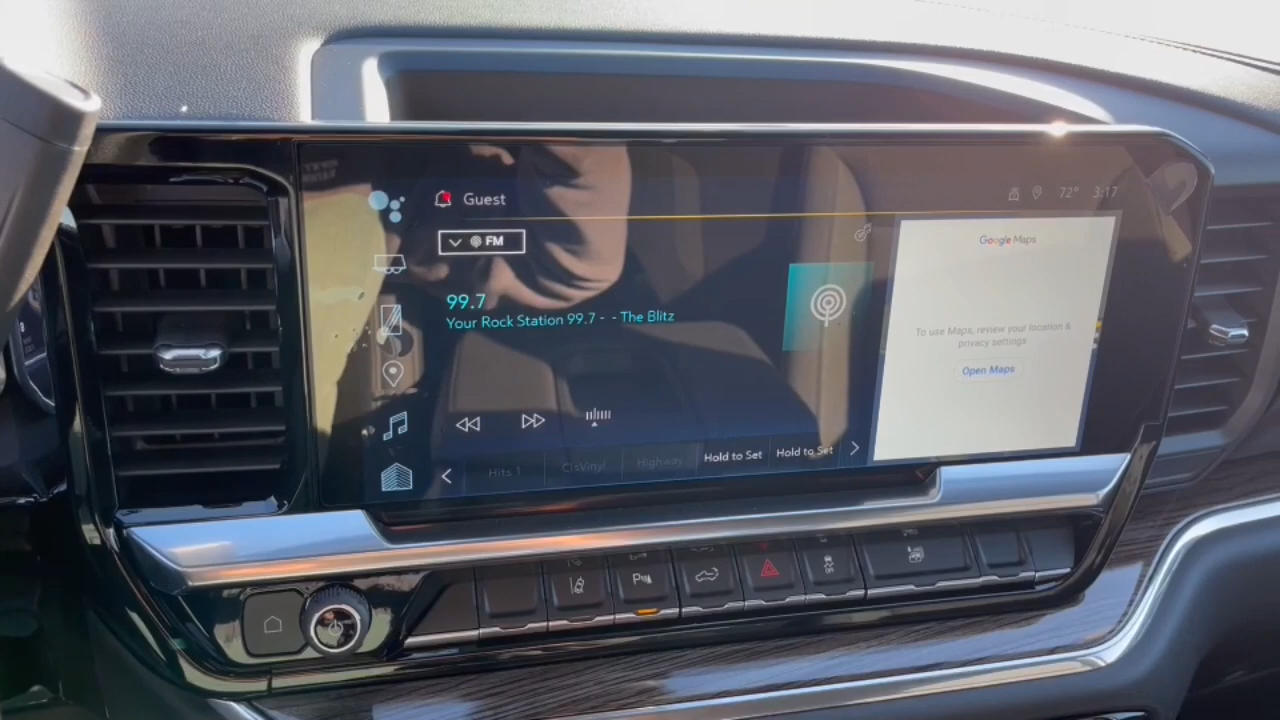 Guest
72° 3:17
FM
Google Maps
99.7
Your Rock Station 99.7 - - The Blitz
To use Maps, review your location &
privacy settings
Open Maps
Hits 1 ClsVinyl Highway Hold to Set Hold to Set
P